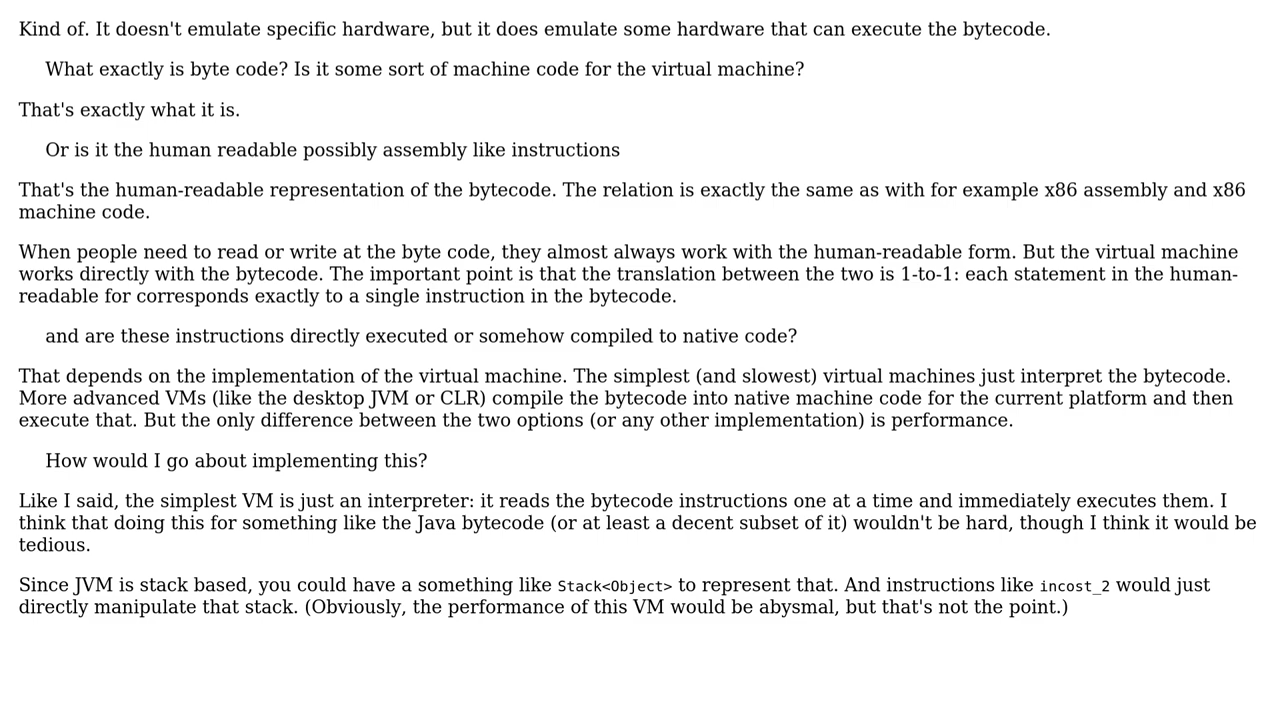 Kind of. It doesn't emulate specific hardware, but it does emulate some hardware that can execute the bytecode.
What exactly is byte code? Is it some sort of machine code for the virtual machine?
That's exactly what it is.
Or is it the human readable possibly assembly like instructions
That's the human-readable representation of the bytecode. The relation is exactly the same as with for example x86 assembly and x86
machine code.
When people need to read or write at the byte code, they almost always work with the human-readable form. But the virtual machine
works directly with the bytecode. The important point is that the translation between the two is 1-to-1: each statement in the human-
readable for corresponds exactly to a single instruction in the bytecode.
and are these instructions directly executed or somehow compiled to native code?
That depends on the implementation of the virtual machine. The simplest (and slowest) virtual machines just interpret the bytecode.
More advanced VMs (like the desktop JVM or CLR) compile the bytecode into native machine code for the current platform and then
execute that. But the only difference between the two options (or any other implementation) is performance.
How would I go about implementing this?
Like I said, the simplest VM is just an interpreter: it reads the bytecode instructions one at a time and immediately executes them. I
think that doing this for something like the Java bytecode (or at least a decent subset of it) wouldn't be hard, though I think it would be
tedious.
Since JVM is stack based, you could have a something like Stack<Object> to represent that. And instructions like incost_2 would just
directly manipulate that stack. (Obviously, the performance of this VM would be abysmal, but that's not the point.)